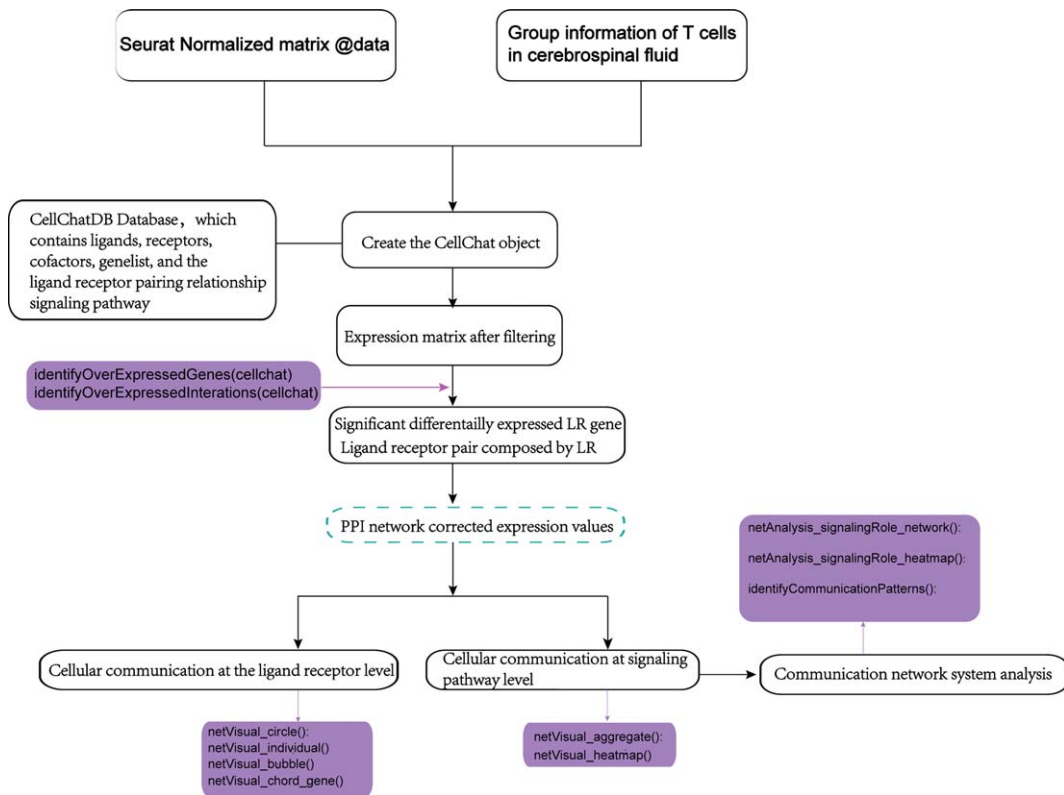 Seurat Normalized matrix @data
Group information of T cells
in cerebrospinal fluid
CellChatDB Database，which
contains ligands, receptors,
cofactors, genelist, and the
ligand receptor pairing relationship
signaling pathway
Create the CellChat object
Expression matrix after filtering
identifyOverExpressedGenes(cellchat)
identifyOverExpressedInterations(cellchat)
Significant differentailly expressed LR gene
Ligand receptor pair composed by LR
PPI network corrected expression values
netAnalysis_signalingRole_network():
netAnalysis_signalingRole_heatmap():
identifyCommunicationPatterns():
Cellular communication at the ligand receptor level
Cellular communication at signaling
pathway level
Communication network system analysis
netVisual_circle():
netVisual_individual()
netVisual_bubble()
netVisual_chord_gene()
netVisual_aggregate():
netVisual_heatmap()